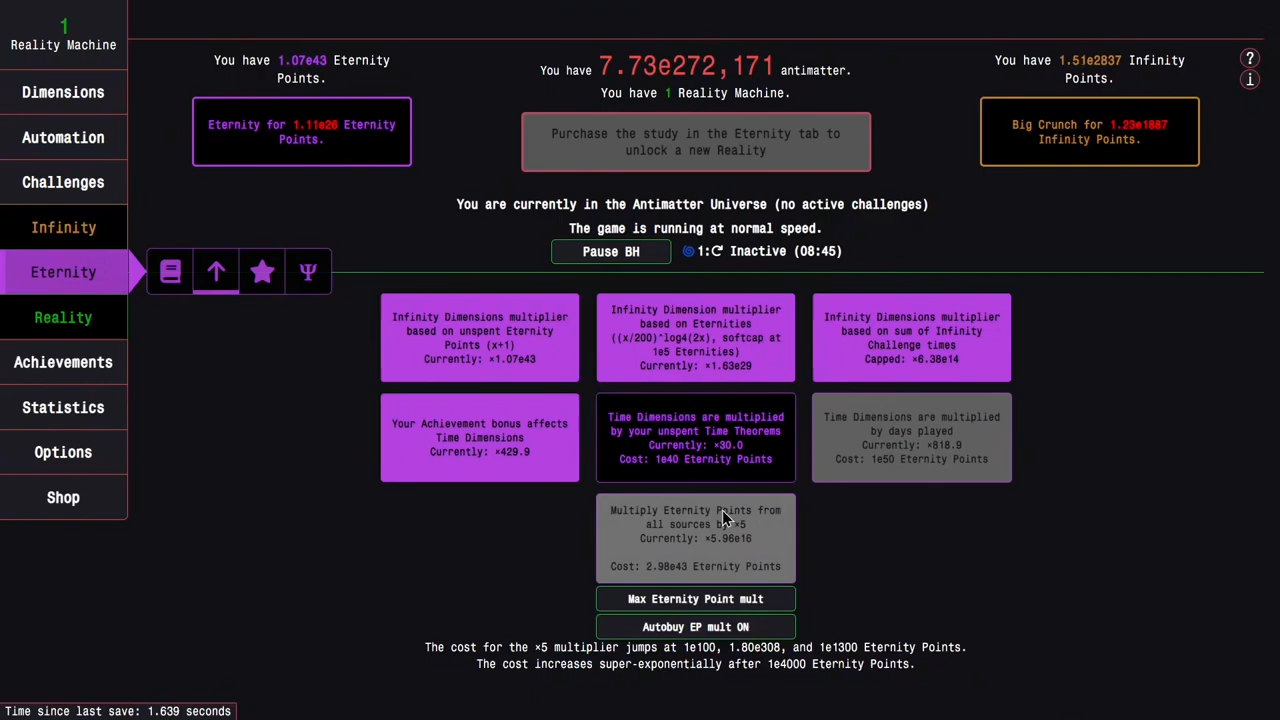 1
Reality Machine
Dimensions
Automation
Challenges
Infinity
Eternity
Reality
Achievements
Statistics
Options
Shop
You have 1.07e43 Eternity
Points.
Eternity for 1.11e26 Eternity
Points.
You have 7.73e272,171 antimatter.
You have 1 Reality Machine.
Purchase the study in the Eternity tab to
unlock a new Reality
You have 1.51e2837 Infinity
Points.
Big Crunch for 1.23e1887
Infinity Points.
?
i
You are currently in the Antimatter Universe (no active challenges)
The game is running at normal speed.
Pause BH
1: Inactive (08:45)
Ψ
Infinity Dimensions multiplier
based on unspent Eternity
Points (x+1)
Currently: ×1.07e43
Infinity Dimension multiplier
based on Eternities
((x/200)^log4(2x), softcap at
1e5 Eternities)
Currently: ×1.63e29
Infinity Dimensions multiplier
based on sum of Infinity
Challenge times
Capped: ×6.38e14
Your Achievement bonus affects
Time Dimensions
Currently: ×429.9
Time Dimensions are multiplied
by your unspent Time Theorems
Currently: ×30.0
Cost: 1e40 Eternity Points
Time Dimensions are multiplied
by days played
Currently: ×818.9
Cost: 1e50 Eternity Points
Multiply Eternity Points from
all sources by ×5
Currently: ×5.96e16
Cost: 2.98e43 Eternity Points
Max Eternity Point mult
Autobuy EP mult ON
The cost for the ×5 multiplier jumps at 1e100, 1.80e308, and 1e1300 Eternity Points.
The cost increases super-exponentially after 1e4000 Eternity Points.
Time since last save: 1.639 seconds